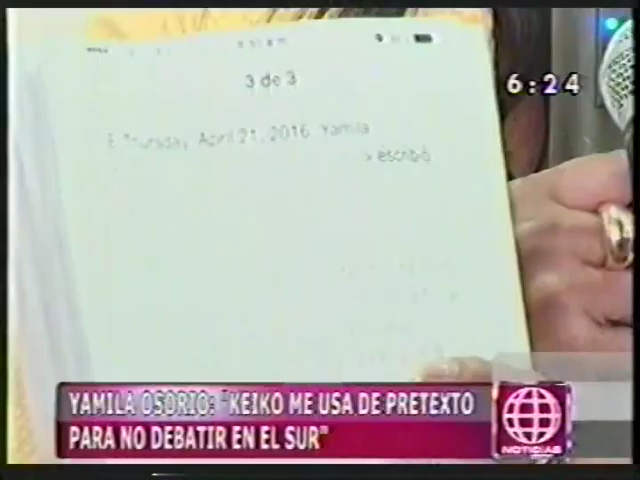 3 de 3
6:24
Thursday, April 21, 2016 Yamila
> escribió
YAMILA OSORIO: "KEIKO ME USA DE PRETEXTO
PARA NO DEBATIR EN EL SUR"
NOTICIAS